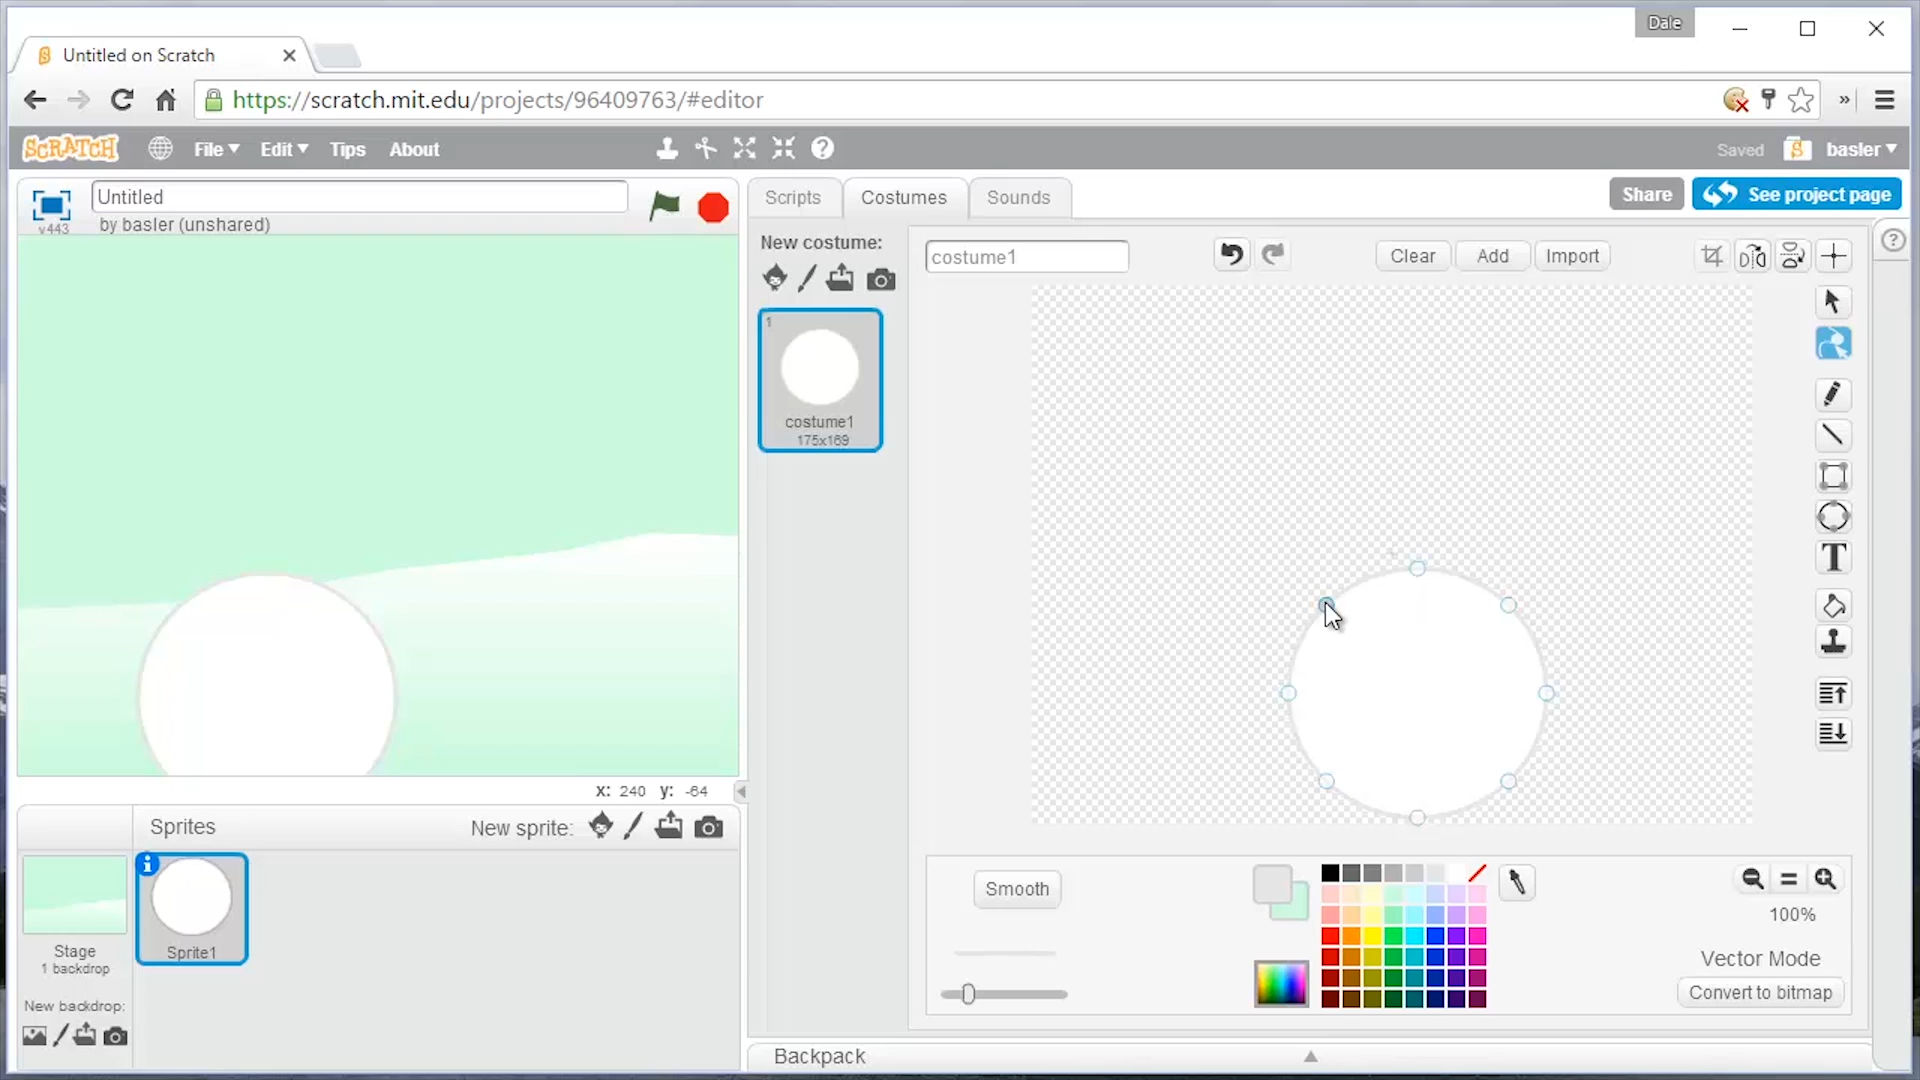 Dale
Untitled on Scratch
https://scratch.mit.edu/projects/96409763/#editor
SCRATCH
File
Edit
Tips
About
Saved
basler
v443
Untitled
by basler (unshared)
Scripts
Costumes
Sounds
Share
See project page
New costume:
costume1
Clear
Add
Import
1
costume1
175x169
T
x: 240 y: -64
Sprites
New sprite:
Sprite1
Stage
1 backdrop
New backdrop:
Smooth
100%
Vector Mode
Convert to bitmap
Backpack